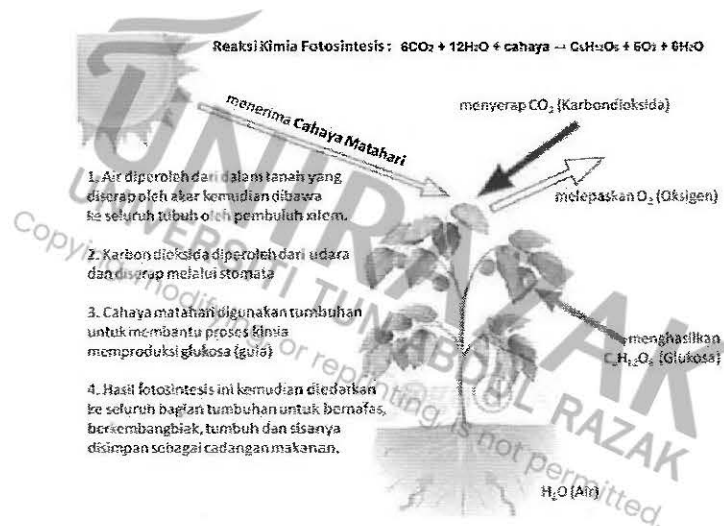 Reaksi Kimia Fotosintesis : 6CO₂ + 12H₂O + cahaya → C₆H₁₂O₆ + 6O₂ + 6H₂O
menerima Cahaya Matahari
menyerap CO₂ (Karbondioksida)
melepaskan O₂ (Oksigen)
1. Air diperoleh dari dalam tanah yang
diserap oleh akar kemudian dibawa
ke seluruh tubuh oleh pembuluh xilem.
2. Karbon dioksida diperoleh dari udara
dan diserap melalui stomata
3. Cahaya matahari digunakan tumbuhan
untuk membantu proses kimia
memproduksi glukosa (gula)
menghasilkan
C₆H₁₂O₆ (Glukosa)
4. Hasil fotosintesis ini kemudian diedarkan
ke seluruh bagian tumbuhan untuk bernafas,
berkembangbiak, tumbuh dan sisanya
disimpan sebagai cadangan makanan.
H₂O (Air)
UNIRAZAK
UNIVERSITI TUN ABDUL RAZAK
Copying, modifying, or reprinting, is not permitted.